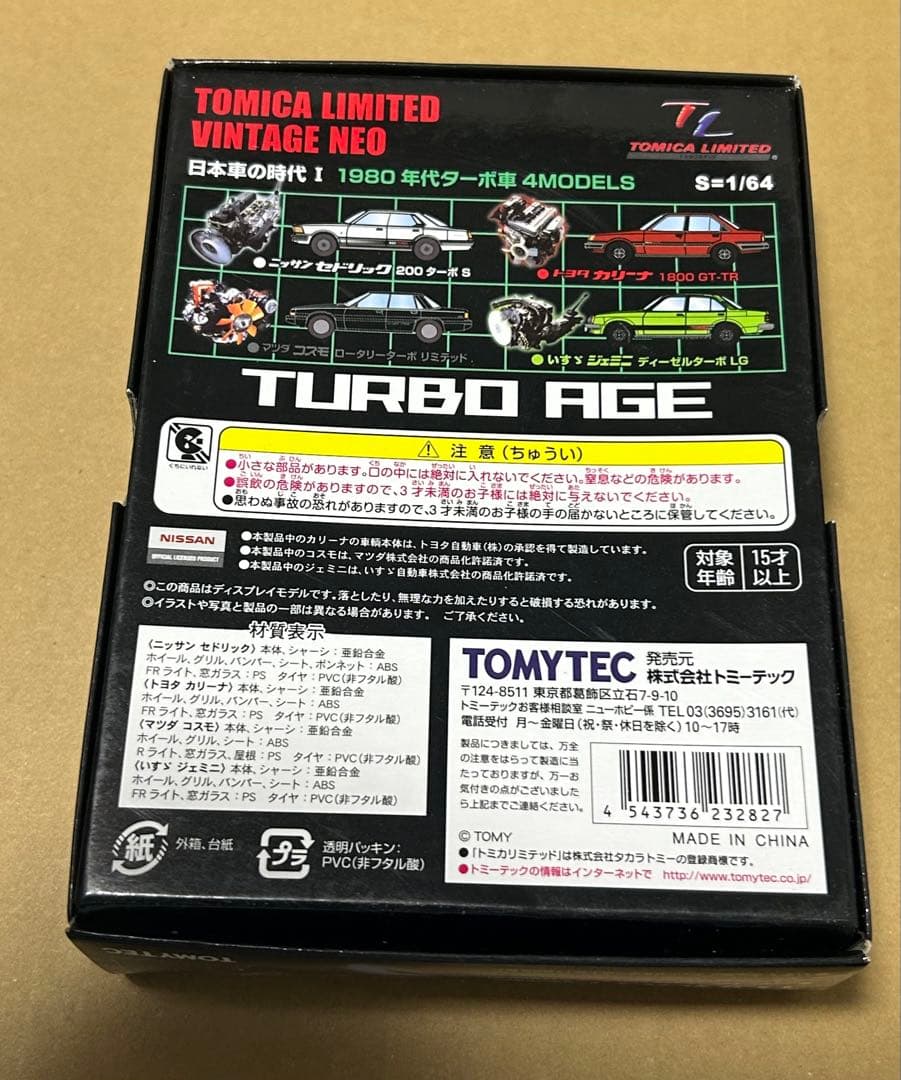 TOMICA LIMITED
VINTAGE NEO
TL
TOMICA LIMITED
日本車の時代 I 1980年代ターボ車 4MODELS S=1/64
●ニッサン セドリック 200 ターボ S
●トヨタ カリーナ 1800 GT-TR
●マツダ コスモ ロータリーターボ リミテッド
●いすゞ ジェミニ ディーゼルターボ LG
TURBO AGE
くちにいれない
⚠ 注意(ちゅうい)
●小さな部品があります。口の中には絶対に入れないでください。窒息などの危険があります。
●誤飲の危険がありますので、3才未満のお子様には絶対に与えないでください。
●思わぬ事故の恐れがありますので、3才未満のお子様の手の届かないところに保管してください。
NISSAN
OFFICIAL LICENSED PRODUCT
●本製品中のカリーナの車輌本体は、トヨタ自動車(株)の承認を得て製造しています。
●本製品中のコスモは、マツダ株式会社の商品化許諾済です。
●本製品中のジェミニは、いすゞ自動車株式会社の商品化許諾済です。
対象年齢 15才以上
◎この商品はディスプレイモデルです。落としたり、無理な力を加えたりすると破損する恐れがあります。
◎イラストや写真と製品の一部は異なる場合があります。 ご了承ください。
材質表示
〈ニッサン セドリック〉本体、シャーシ：亜鉛合金
ホイール、グリル、バンパー、シート、ボンネット：ABS
FRライト、窓ガラス：PS タイヤ：PVC(非フタル酸)
〈トヨタ カリーナ〉本体、シャーシ：亜鉛合金
ホイール、グリル、バンパー、シート：ABS
FRライト、窓ガラス：PS タイヤ：PVC(非フタル酸)
〈マツダ コスモ〉本体、シャーシ：亜鉛合金
ホイール、グリル、シート：ABS
Rライト、窓ガラス、屋根：PS タイヤ：PVC(非フタル酸)
〈いすゞ ジェミニ〉本体、シャーシ：亜鉛合金
ホイール、グリル、バンパー、シート：ABS
FRライト、窓ガラス：PS タイヤ：PVC(非フタル酸)
紙 外箱、台紙
プラ 透明パッキン：
PVC(非フタル酸)
TOMYTEC 発売元 株式会社トミーテック
〒124-8511 東京都葛飾区立石7-9-10
トミーテックお客様相談室 ニューホビー係 TEL 03(3695)3161(代)
電話受付 月～金曜日(祝・祭・休日を除く)10～17時
製品につきましては、万全
の注意をはらって製造に当
たっておりますが、万一お
気付きの点がございました
ら上記までご連絡ください。
4 543736 232827
© TOMY MADE IN CHINA
●「トミカリミテッド」は株式会社タカラトミーの登録商標です。
●トミーテックの情報はインターネットで http://www.tomytec.co.jp/
TOMYTEC